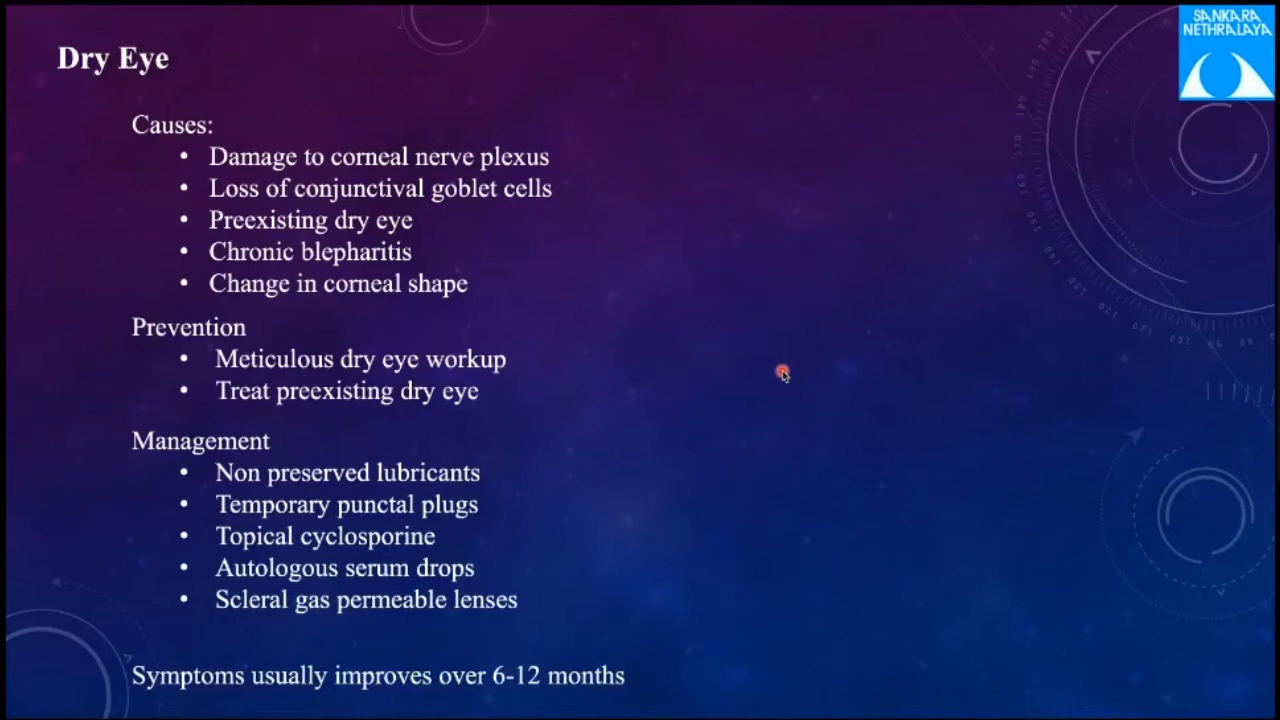 SANKARA
NETHRALAYA
Dry Eye
Causes:
• Damage to corneal nerve plexus
• Loss of conjunctival goblet cells
• Preexisting dry eye
• Chronic blepharitis
• Change in corneal shape
Prevention
• Meticulous dry eye workup
• Treat preexisting dry eye
Management
• Non preserved lubricants
• Temporary punctal plugs
• Topical cyclosporine
• Autologous serum drops
• Scleral gas permeable lenses
Symptoms usually improves over 6-12 months